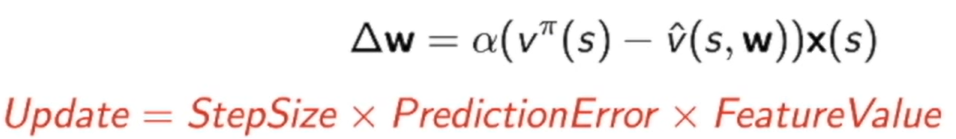 Δw = α(v^π(s) − v̂(s, w))x(s)
Update = StepSize × PredictionError × FeatureValue